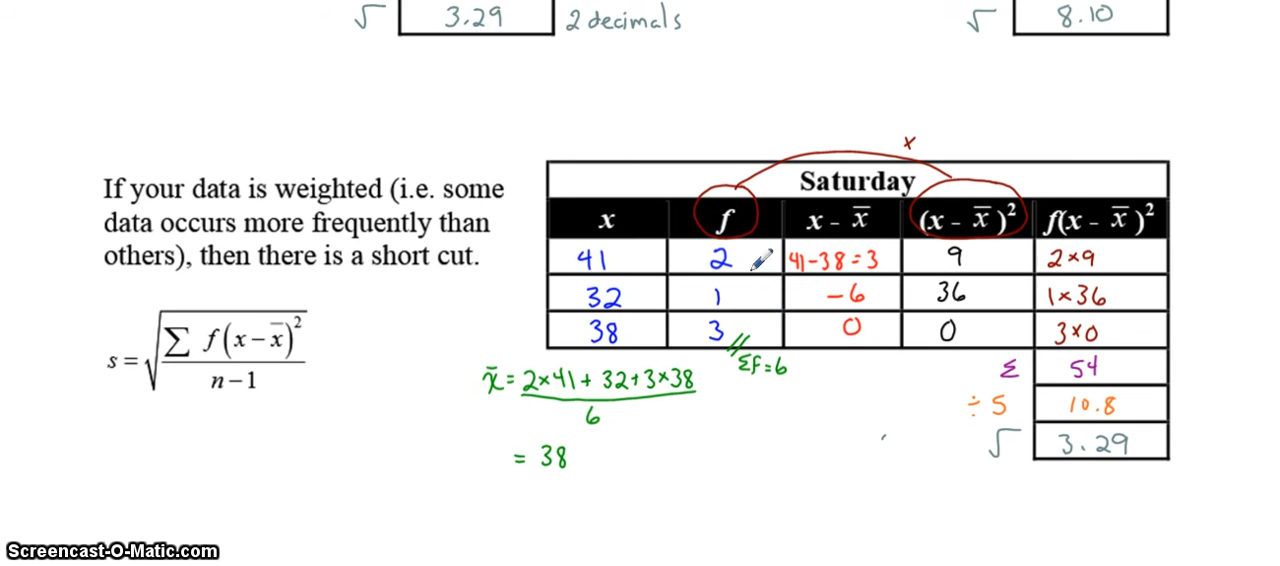 √ 3.29 2 decimals √ 8.10
x
If your data is weighted (i.e. some
data occurs more frequently than
others), then there is a short cut.
s = √ Σ f(x - x̄)²
n - 1
Saturday
x f x - x̄ (x - x̄)² f(x - x̄)²
41 2 41-38=3 9 2×9
32 1 -6 36 1×36
38 3 0 0 3×0
Σf=6
Σ 54
÷ 5 10.8
√ 3.29
x̄ = 2×41 + 32 + 3×38
6
= 38
Screencast-O-Matic.com